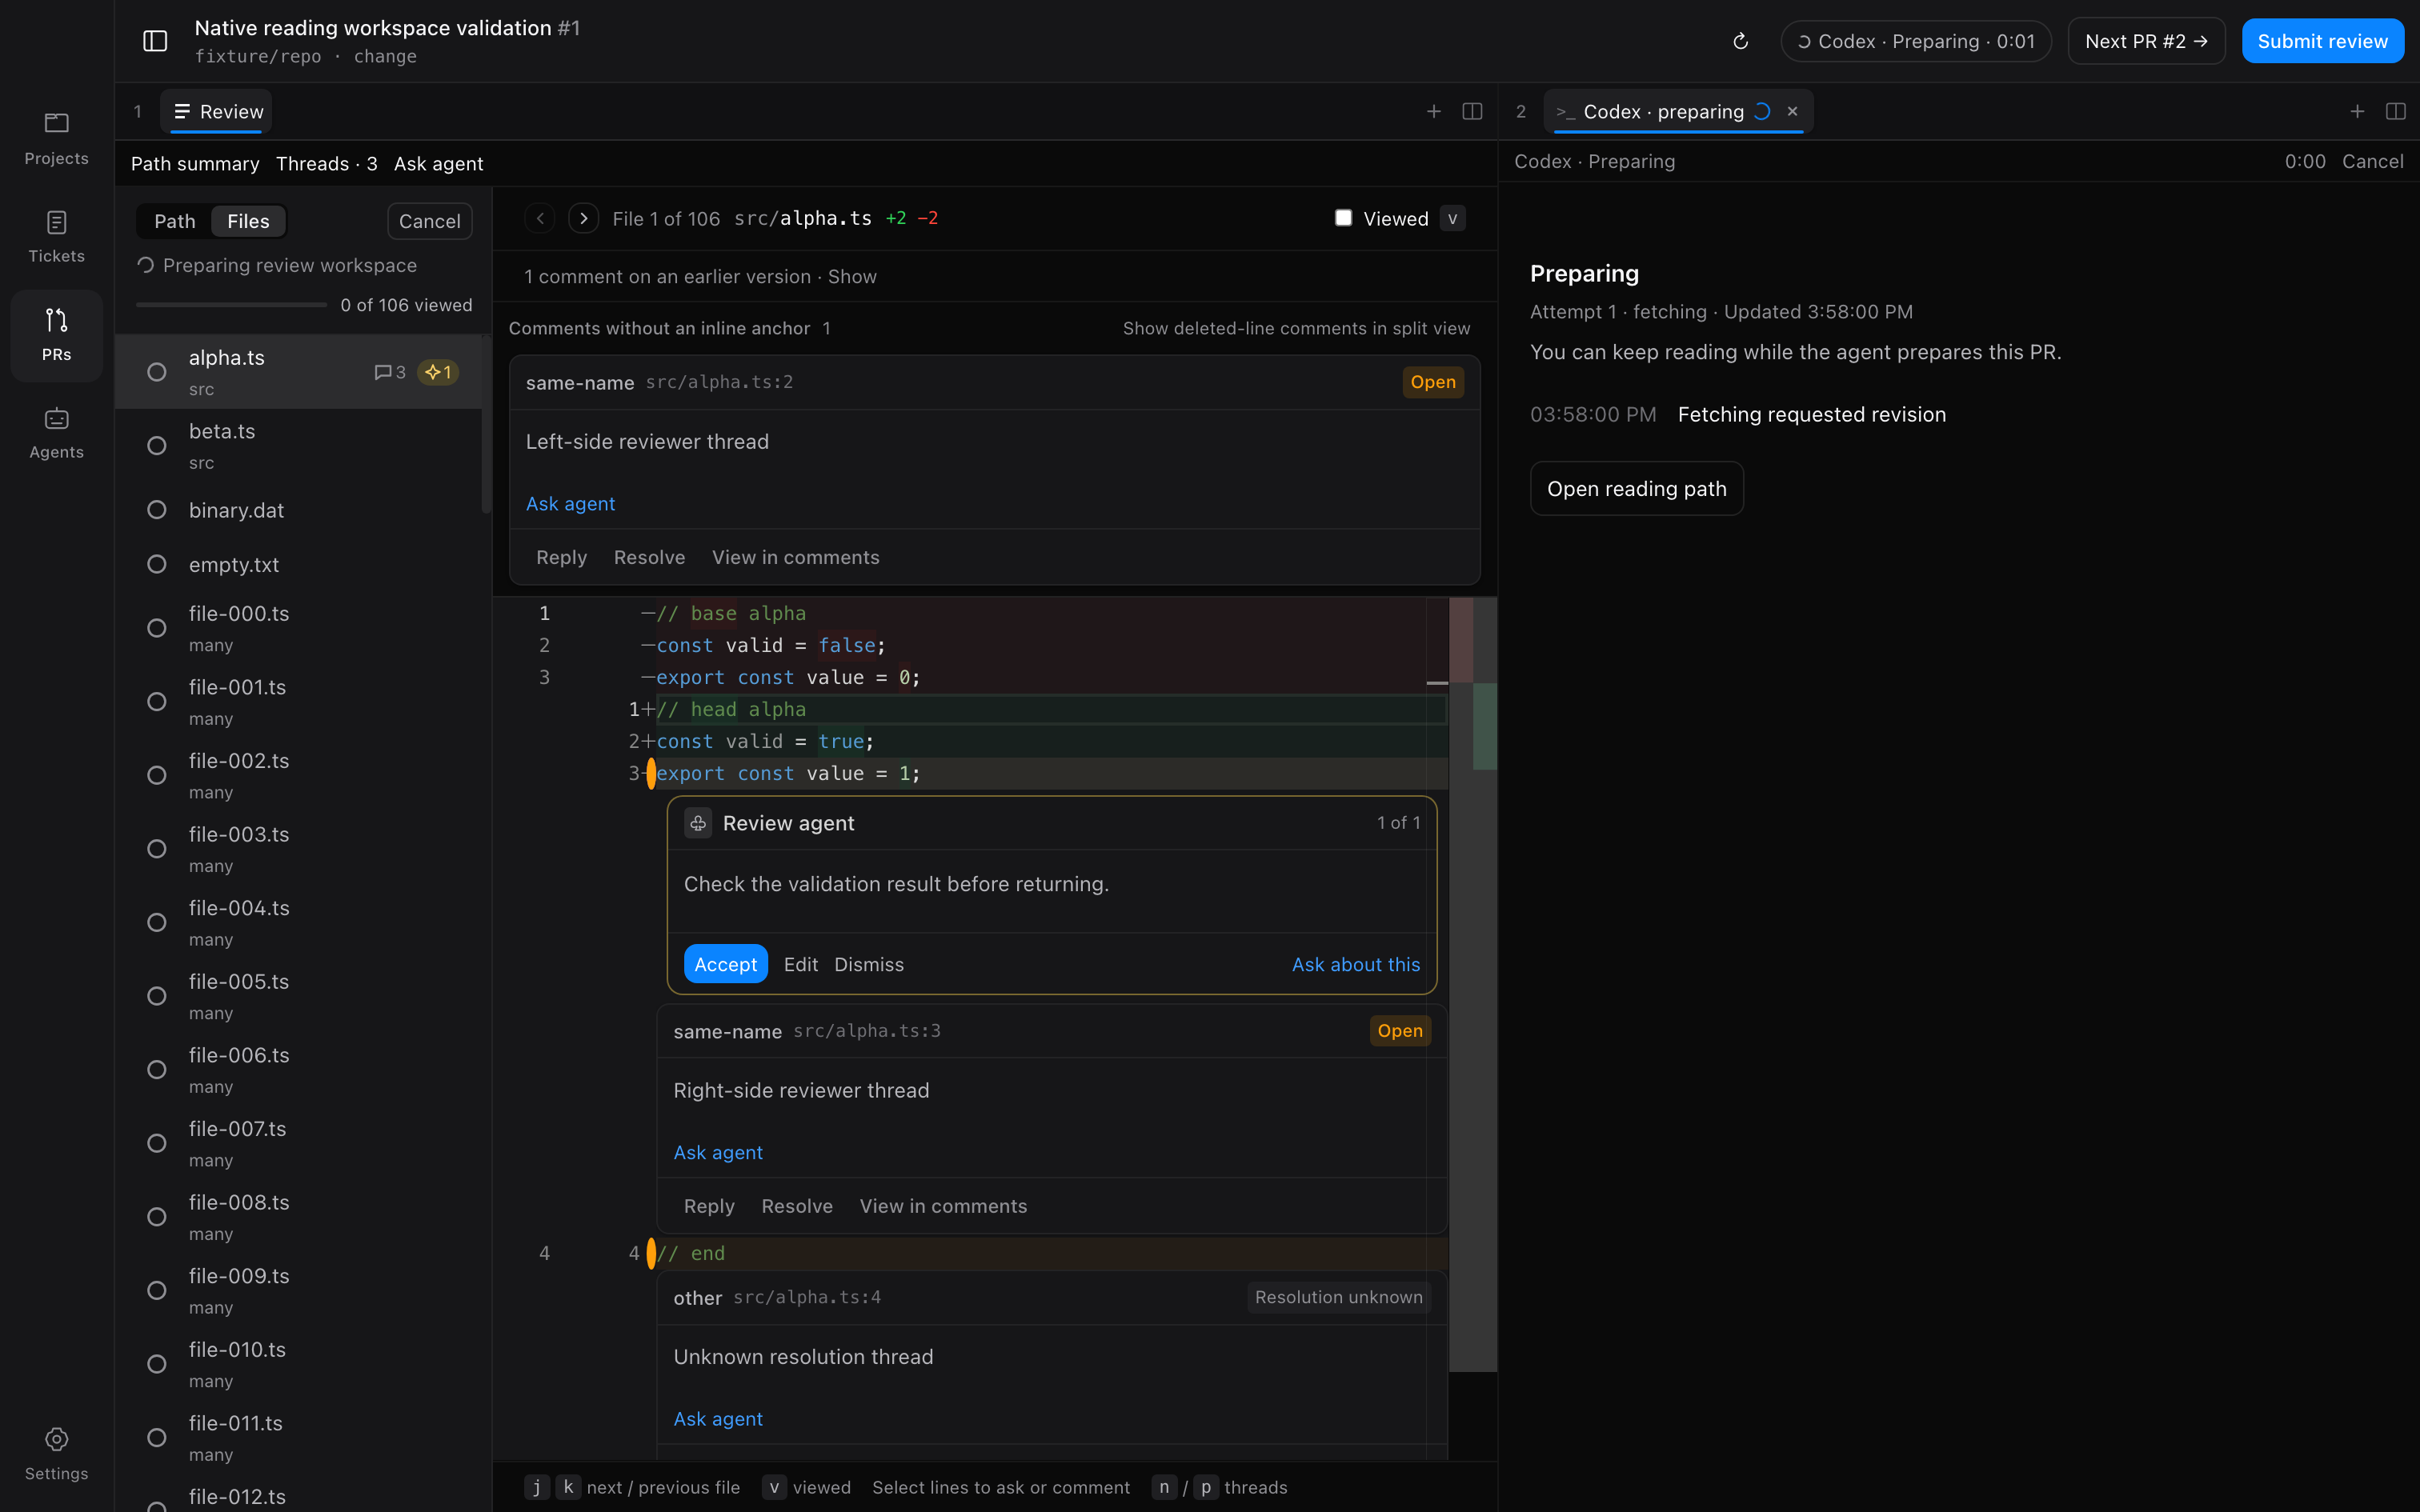 Native reading workspace validation #1
fixture/repo · change
Codex · Preparing · 0:01
Next PR #2 →
Submit review
Projects
Tickets
PRs
Agents
Settings
1
Review
2
>_ Codex · preparing
Path summary Threads · 3 Ask agent
Codex · Preparing
0:00 Cancel
Path Files
Cancel
Preparing review workspace
0 of 106 viewed
alpha.ts
src
3
1
beta.ts
src
binary.dat
empty.txt
file-000.ts
many
file-001.ts
many
file-002.ts
many
file-003.ts
many
file-004.ts
many
file-005.ts
many
file-006.ts
many
file-007.ts
many
file-008.ts
many
file-009.ts
many
file-010.ts
many
file-011.ts
many
file-012.ts
File 1 of 106 src/alpha.ts +2 −2
Viewed v
1 comment on an earlier version · Show
Comments without an inline anchor 1
Show deleted-line comments in split view
same-name src/alpha.ts:2
Open
Left-side reviewer thread
Ask agent
Reply Resolve View in comments
1 —// base alpha
2 —const valid = false;
3 —export const value = 0;
1+// head alpha
2+const valid = true;
3 export const value = 1;
Review agent
1 of 1
Check the validation result before returning.
Accept Edit Dismiss
Ask about this
same-name src/alpha.ts:3
Open
Right-side reviewer thread
Ask agent
Reply Resolve View in comments
4 4 // end
other src/alpha.ts:4
Resolution unknown
Unknown resolution thread
Ask agent
j k next / previous file v viewed Select lines to ask or comment n / p threads
Preparing
Attempt 1 · fetching · Updated 3:58:00 PM
You can keep reading while the agent prepares this PR.
03:58:00 PM Fetching requested revision
Open reading path